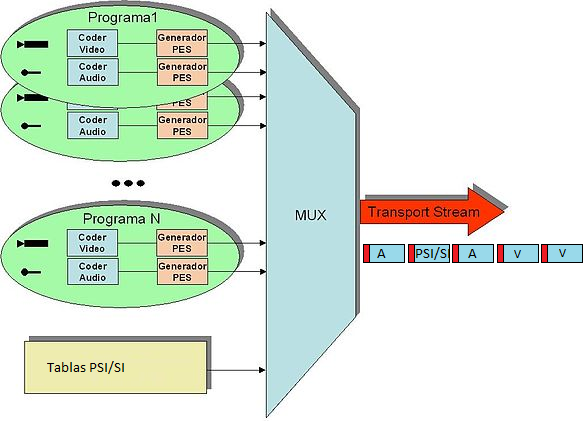 Programa1
Coder
Video
Generador
PES
Coder
Audio
Generador
PES
PES
Coder
Audio
Generador
PES
Programa N
Coder
Video
Generador
PES
Coder
Audio
Generador
PES
Tablas PSI/SI
MUX
Transport Stream
A
PSI/SI
A
V
V